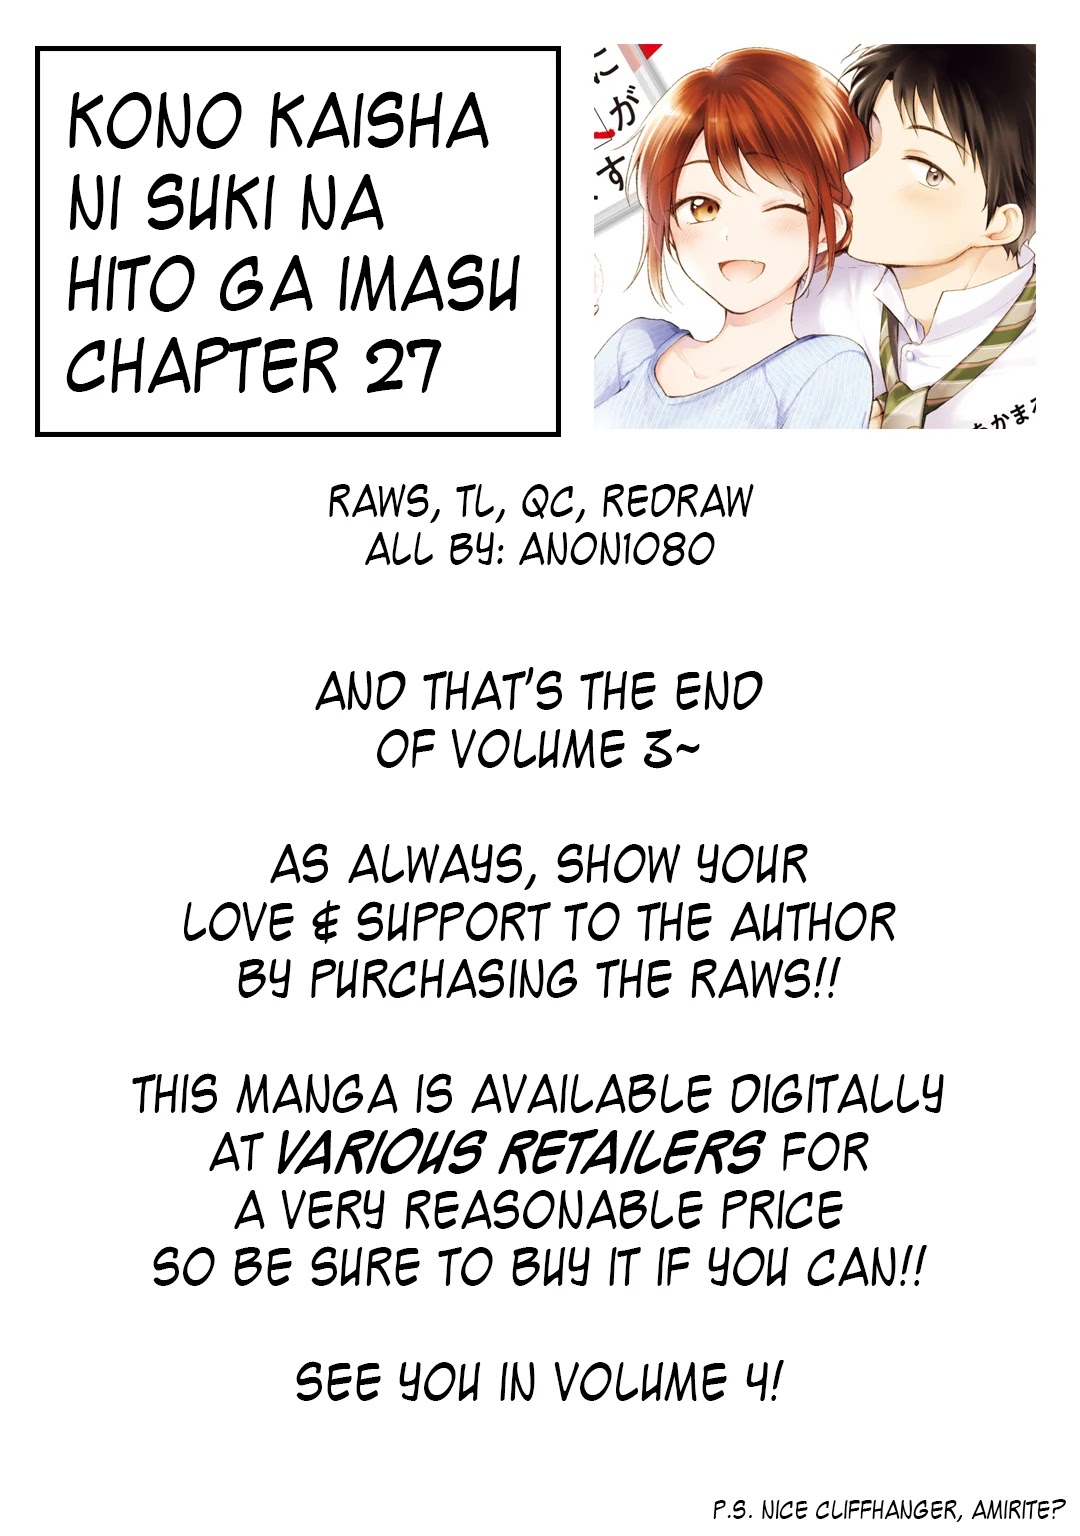 KONO KAISHA
NI SUKI NA
HITO GA IMASU
CHAPTER 27
に
が
す
RAWS, TL, QC, REDRAW
ALL BY: ANON1080
AND THAT'S THE END
OF VOLUME 3~
AS ALWAYS, SHOW YOUR
LOVE & SUPPORT TO THE AUTHOR
BY PURCHASING THE RAWS!!
THIS MANGA IS AVAILABLE DIGITALLY
AT VARIOUS RETAILERS FOR
A VERY REASONABLE PRICE
SO BE SURE TO BUY IT IF YOU CAN!!
SEE YOU IN VOLUME 4!
P.S. NICE CLIFFHANGER, AMIRITE?